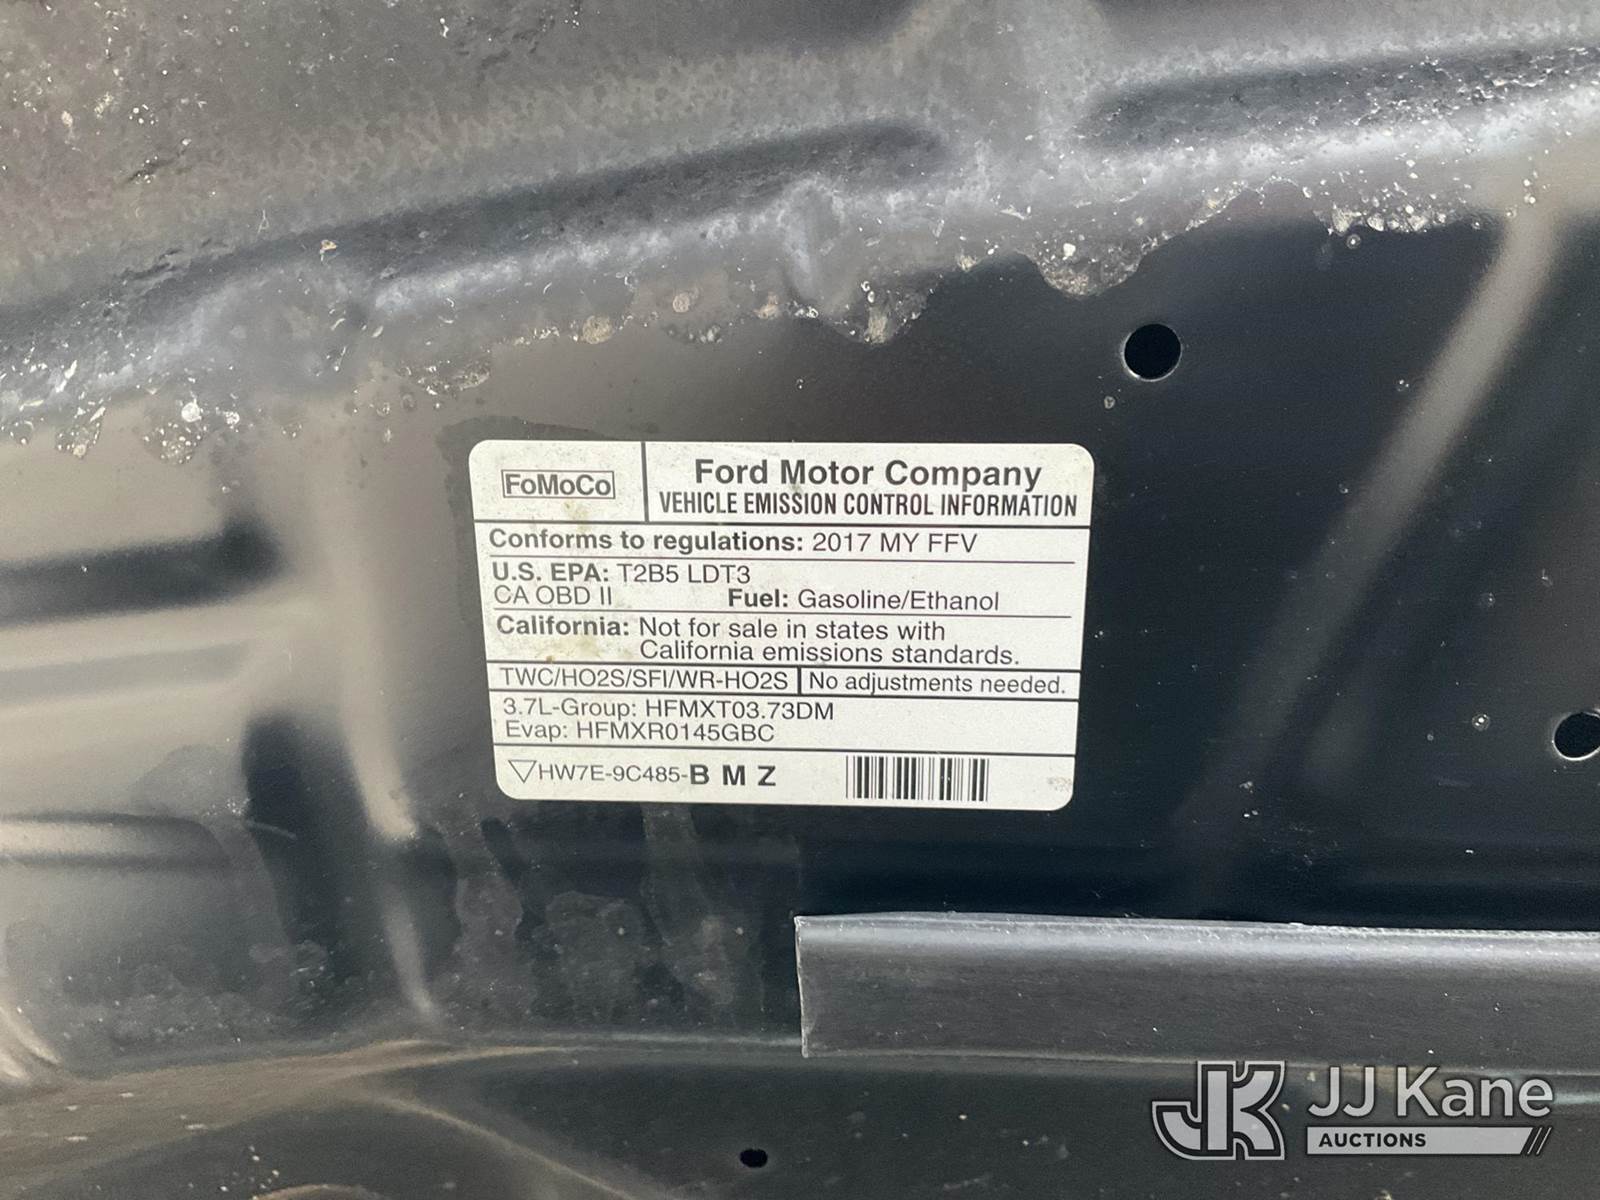 FoMoCo
Ford Motor Company
VEHICLE EMISSION CONTROL INFORMATION
Conforms to regulations: 2017 MY FFV
U.S. EPA: T2B5 LDT3
CA OBD II Fuel: Gasoline/Ethanol
California: Not for sale in states with
California emissions standards.
TWC/HO2S/SFI/WR-HO2S No adjustments needed.
3.7L-Group: HFMXT03.73DM
Evap: HFMXR0145GBC
HW7E-9C485-B M Z
JK JJ Kane
AUCTIONS